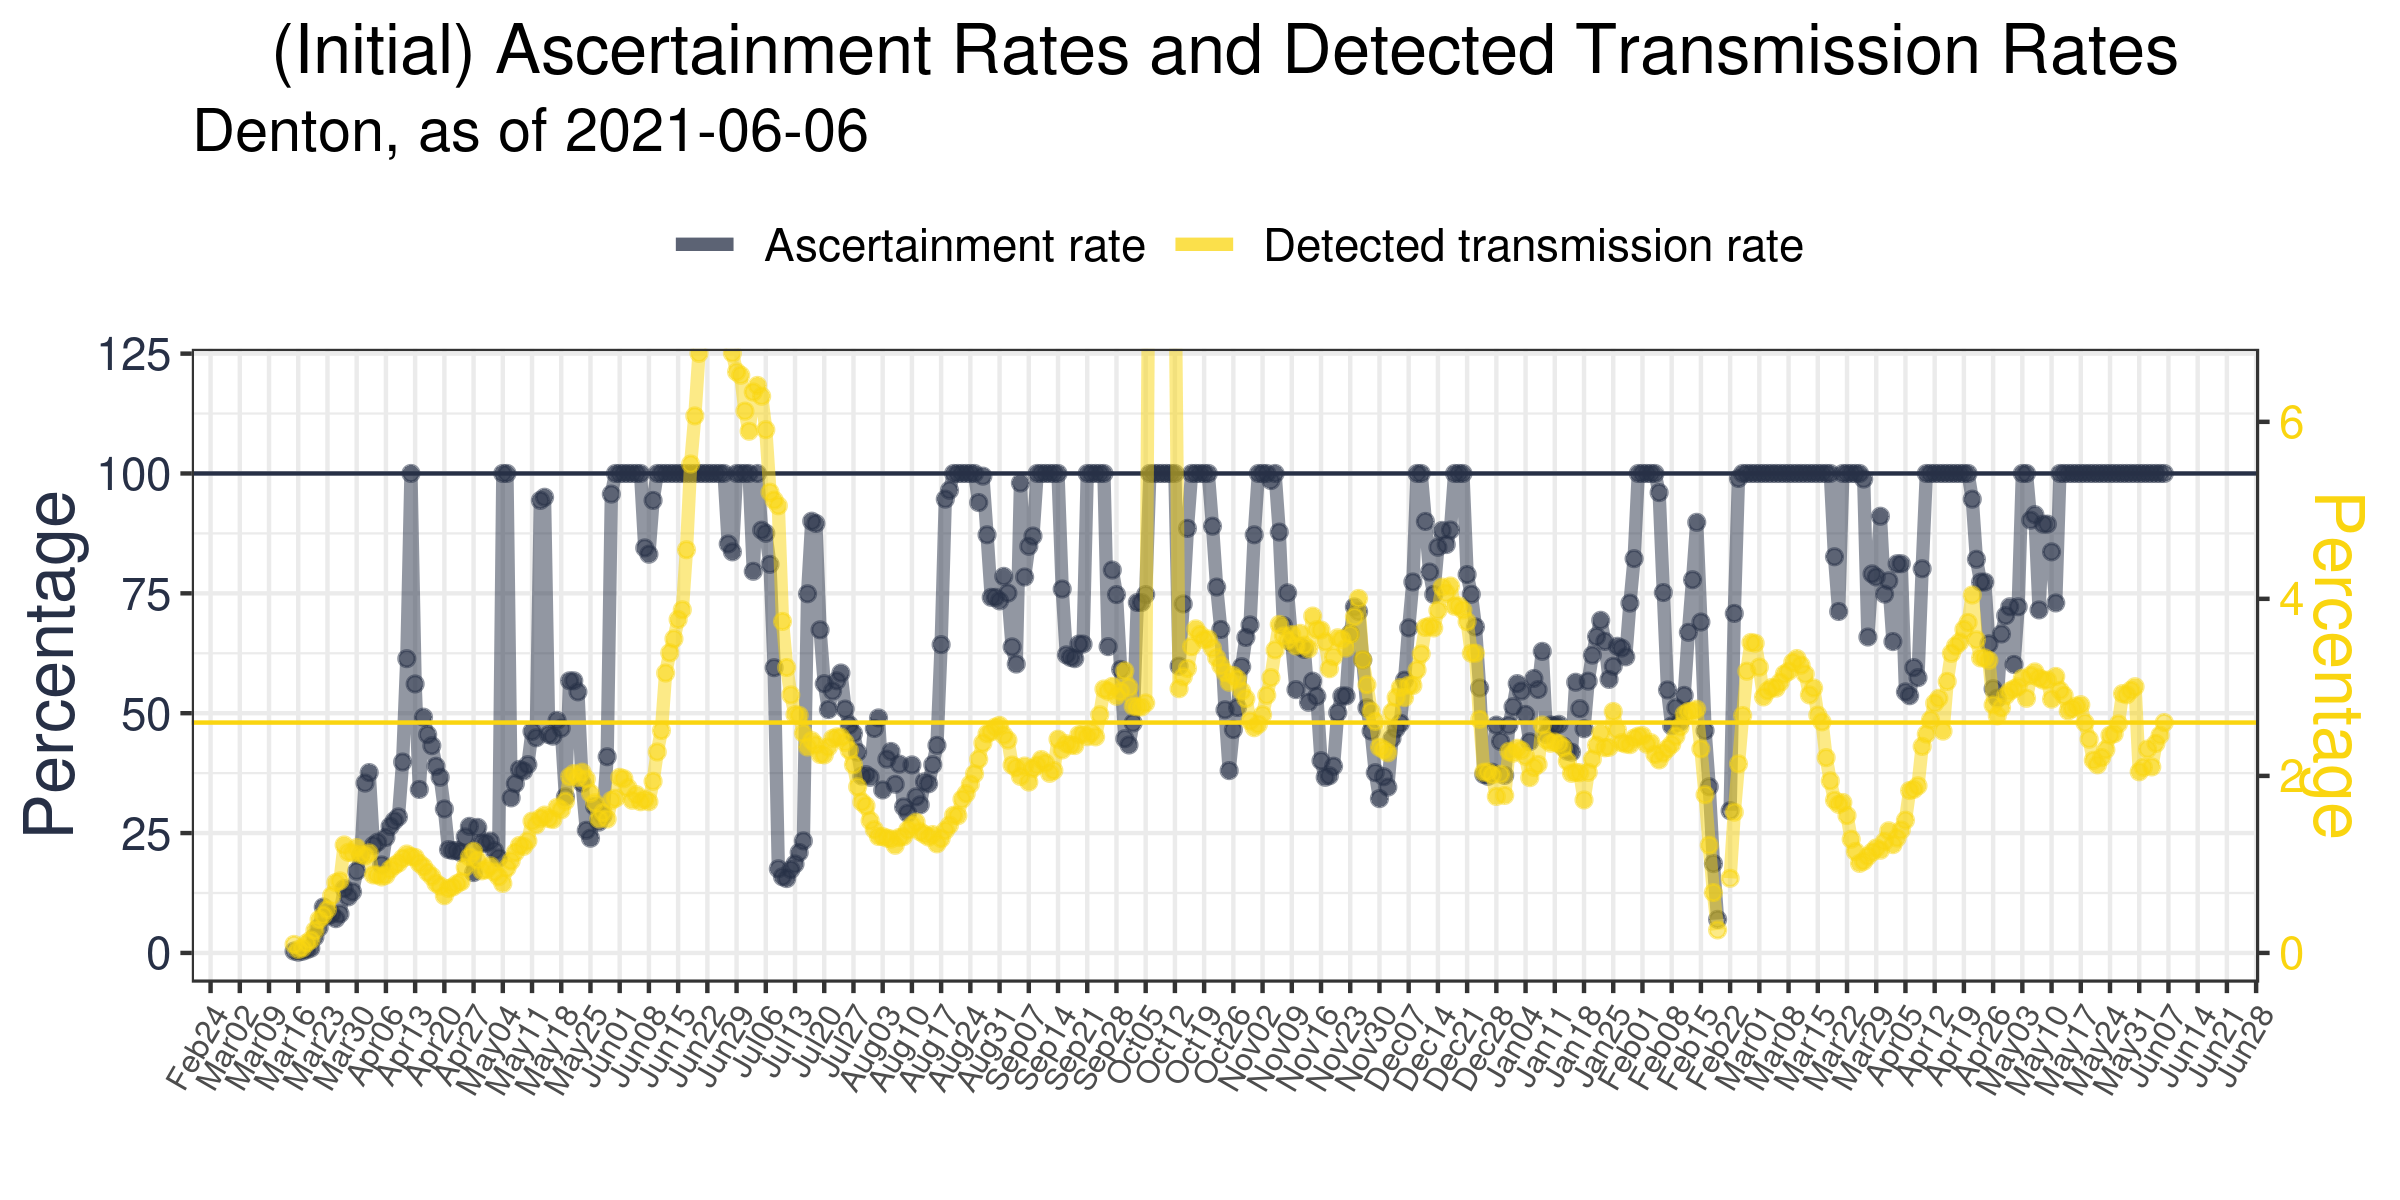 (Initial) Ascertainment Rates and Detected Transmission Rates
Denton, as of 2021-06-06
Ascertainment rate Detected transmission rate
125
100
75
50
25
0
Percentage
6
4
2
0
Percentage
Feb24 Mar02 Mar09 Mar16 Mar23 Mar30 Apr06 Apr13 Apr20 Apr27 May04 May11 May18 May25 Jun01 Jun08 Jun15 Jun22 Jun29 Jul06 Jul13 Jul20 Jul27 Aug03 Aug10 Aug17 Aug24 Aug31 Sep07 Sep14 Sep21 Sep28 Oct05 Oct12 Oct19 Oct26 Nov02 Nov09 Nov16 Nov23 Nov30 Dec07 Dec14 Dec21 Dec28 Jan04 Jan11 Jan18 Jan25 Feb01 Feb08 Feb15 Feb22 Mar01 Mar08 Mar15 Mar22 Mar29 Apr05 Apr12 Apr19 Apr26 May03 May10 May17 May24 May31 Jun07 Jun14 Jun21 Jun28